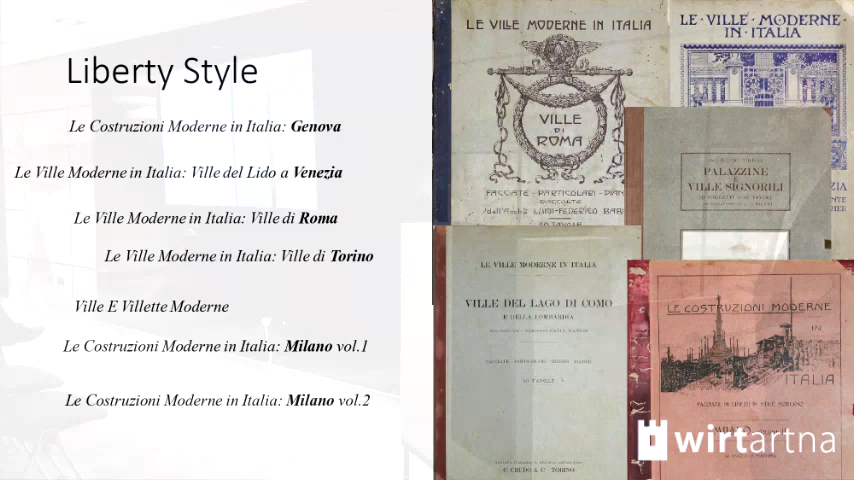 Liberty Style
Le Costruzioni Moderne in Italia: Genova
Le Ville Moderne in Italia: Ville del Lido a Venezia
Le Ville Moderne in Italia: Ville di Roma
Le Ville Moderne in Italia: Ville di Torino
Ville E Villette Moderne
Le Costruzioni Moderne in Italia: Milano vol.1
Le Costruzioni Moderne in Italia: Milano vol.2
LE VILLE MODERNE IN ITALIA
VILLE
DI
ROMA
FACCIATE - PARTICOLARI - PIAN
LE · VILLE · MODERNE ·
IN · ITALIA
PALAZZINE
E
VILLE SIGNORILI
LE VILLE MODERNE IN ITALIA
VILLE DEL LAGO DI COMO
E DELLA LOMBARDIA
50 TAVOLE
C. CRUDO & C. TORINO
LE COSTRUZIONI MODERNE
IN
ITALIA
MILANO
wirtartna